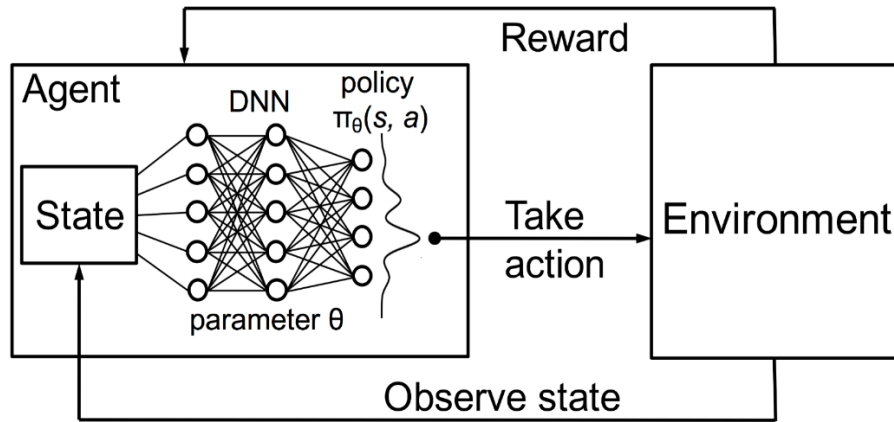 Reward
Agent
DNN
policy
πθ(s, a)
State
Take
action
Environment
parameter θ
Observe state